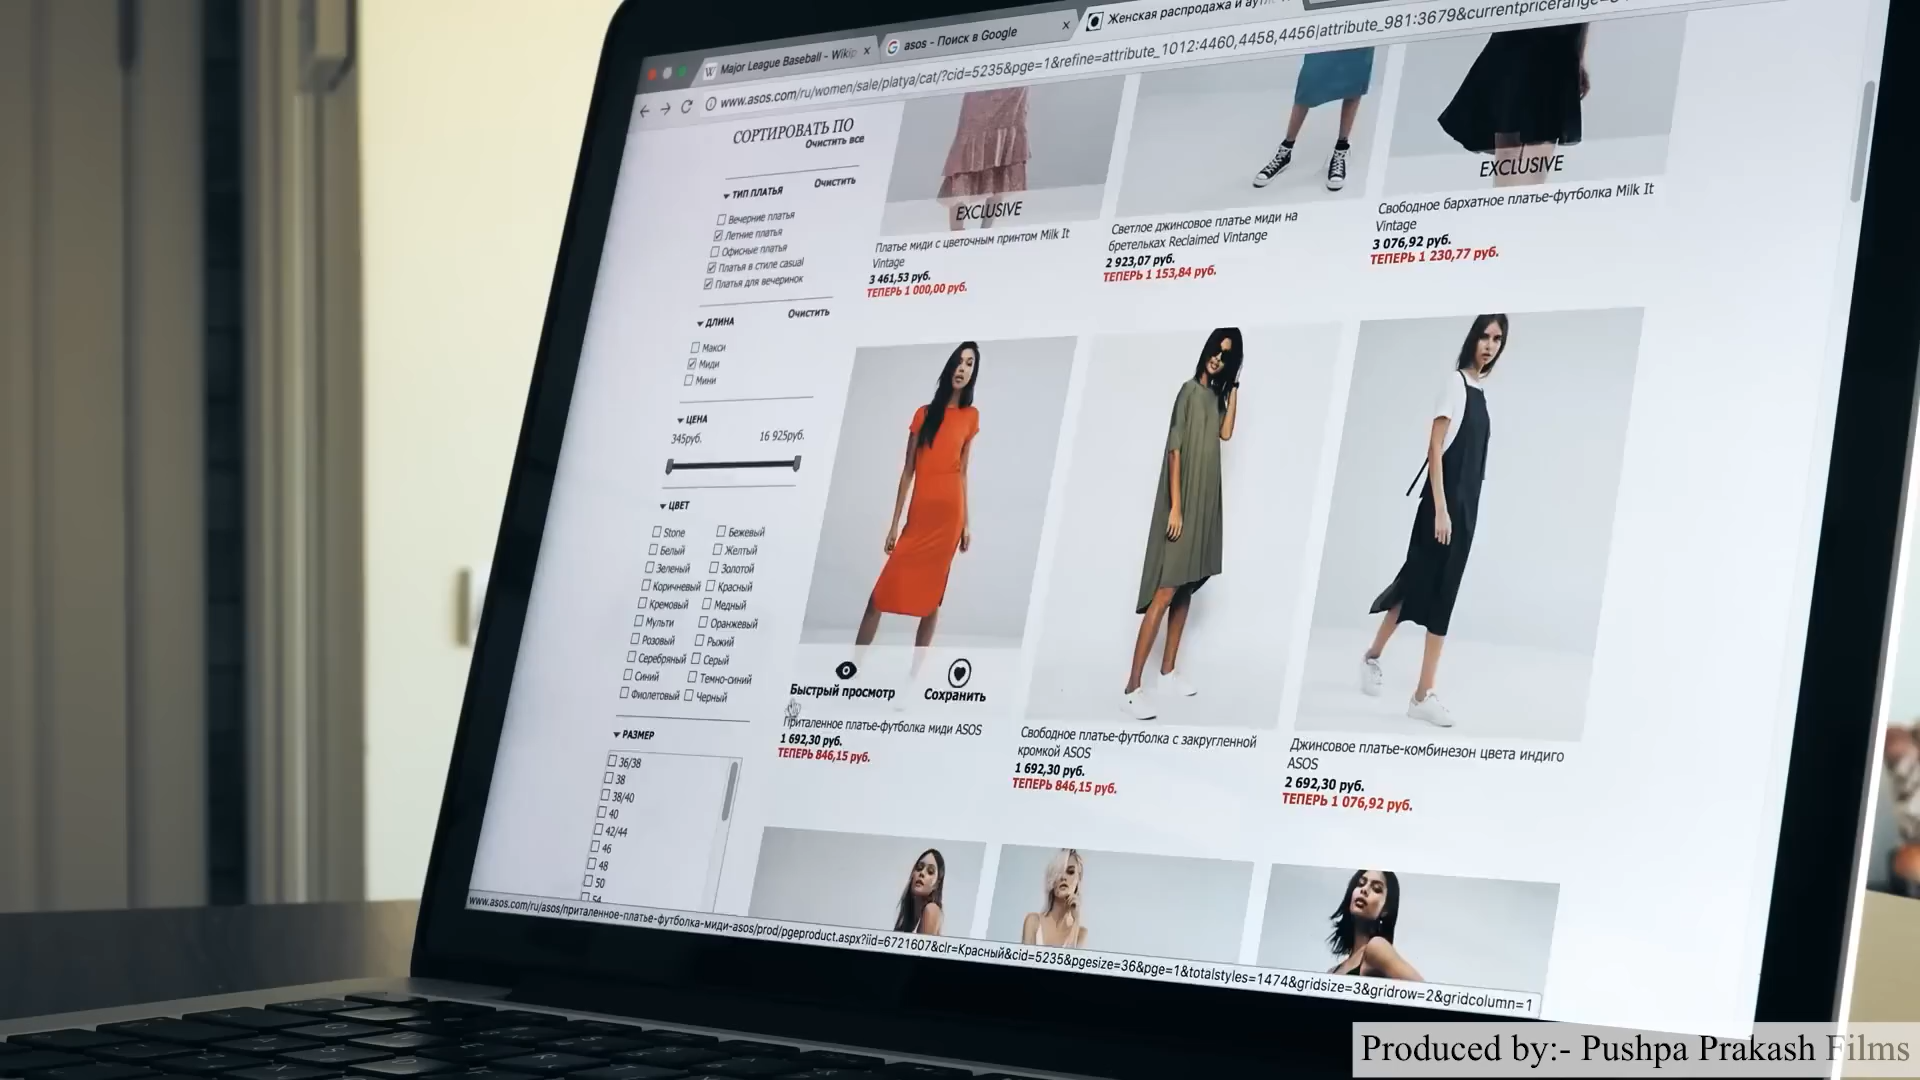 Major League Baseball - Wikip
asos - Поиск в Google
Женская распродажа и аутл
www.asos.com/ru/women/sale/platya/cat/?cid=5235&pge=1&refine=attribute_1012:4460,4458,4456|attribute_981:3679&currentpricerange=
СОРТИРОВАТЬ ПО
Очистить все
ТИП ПЛАТЬЯ Очистить
Вечерние платья
Летние платья
Офисные платья
Платья в стиле casual
Платья для вечеринок
ДЛИНА Очистить
Макси
Миди
Мини
ЦЕНА
345руб. 16 925руб.
ЦВЕТ
Stone Бежевый
Белый Желтый
Зеленый Золотой
Коричневый Красный
Кремовый Медный
Мульти Оранжевый
Розовый Рыжий
Серебряный Серый
Синий Темно-синий
Фиолетовый Черный
РАЗМЕР
36/38
38
38/40
40
42/44
46
48
50
54
EXCLUSIVE
Платье миди с цветочным принтом Milk It
Vintage
3 461,53 руб.
ТЕПЕРЬ 1 000,00 руб.
Светлое джинсовое платье миди на
бретельках Reclaimed Vintange
2 923,07 руб.
ТЕПЕРЬ 1 153,84 руб.
EXCLUSIVE
Свободное бархатное платье-футболка Milk It
Vintage
3 076,92 руб.
ТЕПЕРЬ 1 230,77 руб.
Быстрый просмотр Сохранить
Приталенное платье-футболка миди ASOS
1 692,30 руб.
ТЕПЕРЬ 846,15 руб.
Свободное платье-футболка с закругленной
кромкой ASOS
1 692,30 руб.
ТЕПЕРЬ 846,15 руб.
Джинсовое платье-комбинезон цвета индиго
ASOS
2 692,30 руб.
ТЕПЕРЬ 1 076,92 руб.
www.asos.com/ru/asos/приталенное-платье-футболка-миди-asos/prod/pgeproduct.aspx?iid=6721607&clr=Красный&cid=5235&pgesize=36&pge=1&totalstyles=1474&gridsize=3&gridrow=2&gridcolumn=1
Produced by:- Pushpa Prakash Films